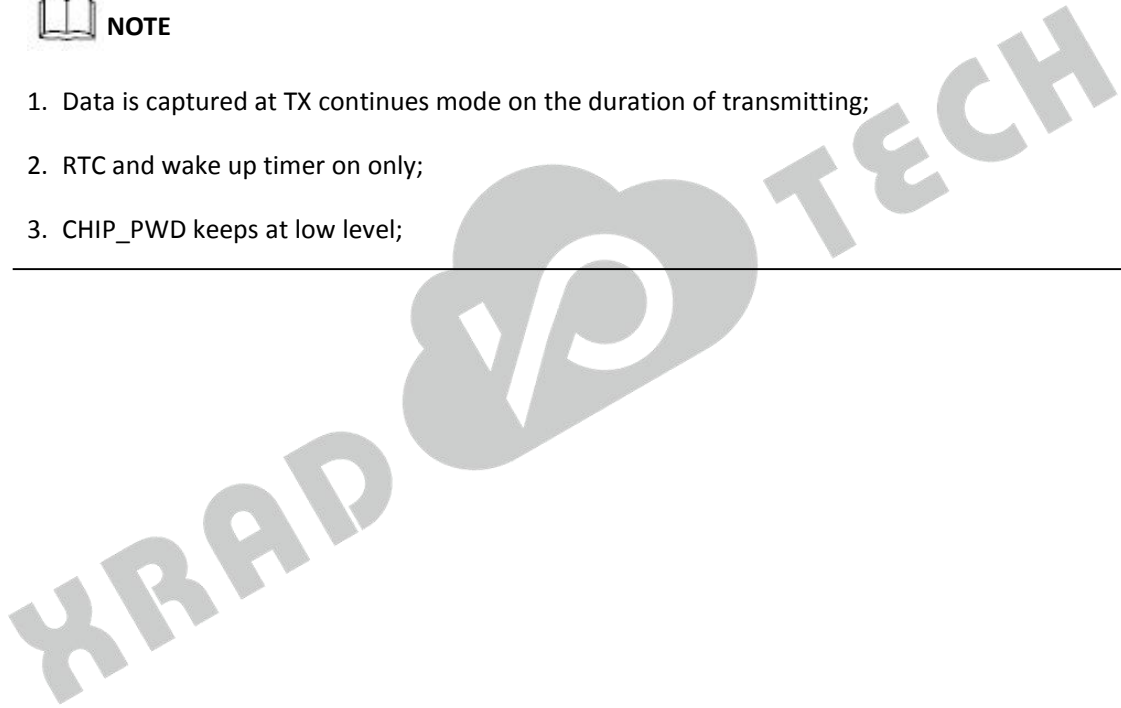 NOTE
1. Data is captured at TX continues mode on the duration of transmitting;
2. RTC and wake up timer on only;
3. CHIP_PWD keeps at low level;
XRAD TECH